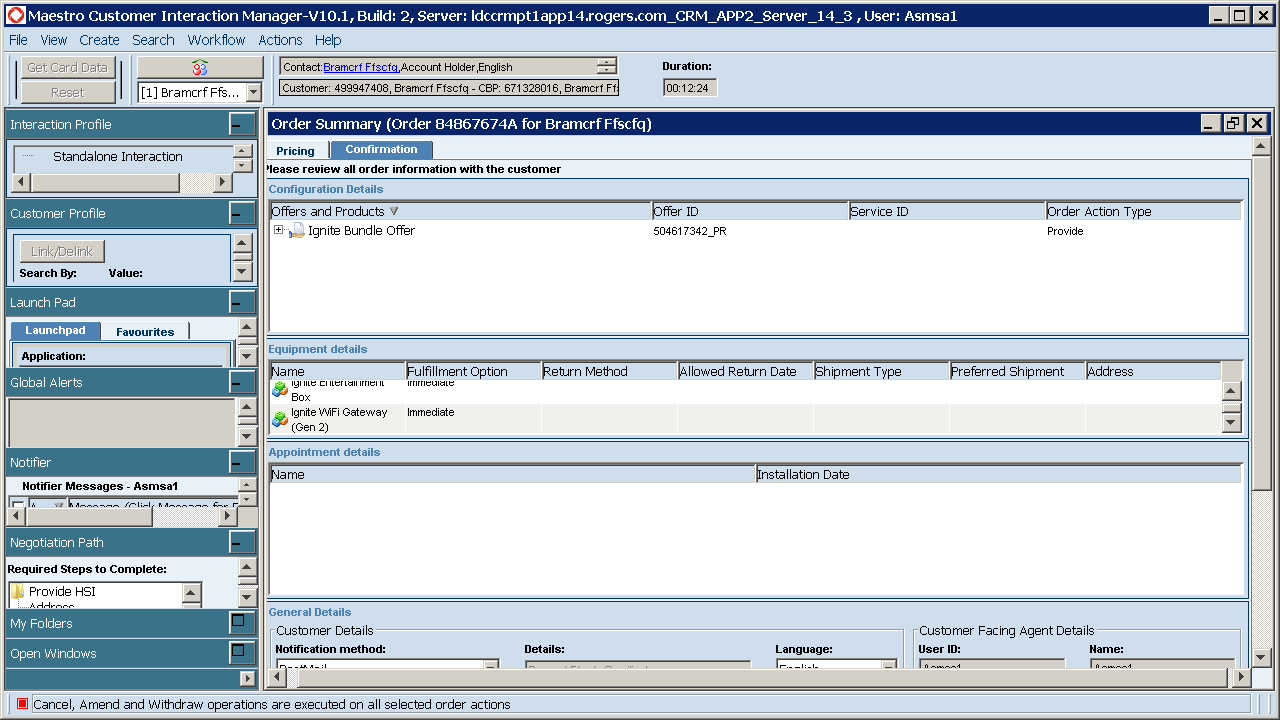 Maestro Customer Interaction Manager-V10.1, Build: 2, Server: ldccrmpt1app14.rogers.com_CRM_APP2_Server_14_3 , User: Asmsa1
File View Create Search Workflow Actions Help
Get Card Data
Reset
[1] Bramcrf Ffs...
Contact:Bramcrf Ffscfq,Account Holder,English
Customer: 499947408, Bramcrf Ffscfq - CBP: 671328016, Bramcrf Ff
Duration:
00:12:24
Interaction Profile
Standalone Interaction
Customer Profile
Link/Delink
Search By: Value:
Launch Pad
Launchpad Favourites
Application:
Global Alerts
Notifier
Notifier Messages - Asmsa1
A... Message (Click Message for D
Negotiation Path
Required Steps to Complete:
Provide HSI
Address
My Folders
Open Windows
Order Summary (Order 84867674A for Bramcrf Ffscfq)
Pricing Confirmation
Please review all order information with the customer
Configuration Details
Offers and Products Offer ID Service ID Order Action Type
Ignite Bundle Offer 504617342_PR Provide
Equipment details
Name Fulfillment Option Return Method Allowed Return Date Shipment Type Preferred Shipment Address
Ignite Entertainment Immediate
Box
Ignite WiFi Gateway Immediate
(Gen 2)
Appointment details
Name Installation Date
General Details
Customer Details Customer Facing Agent Details
Notification method: Details: Language: User ID: Name:
PostMail English Asmsa1 Asmsa1
Cancel, Amend and Withdraw operations are executed on all selected order actions